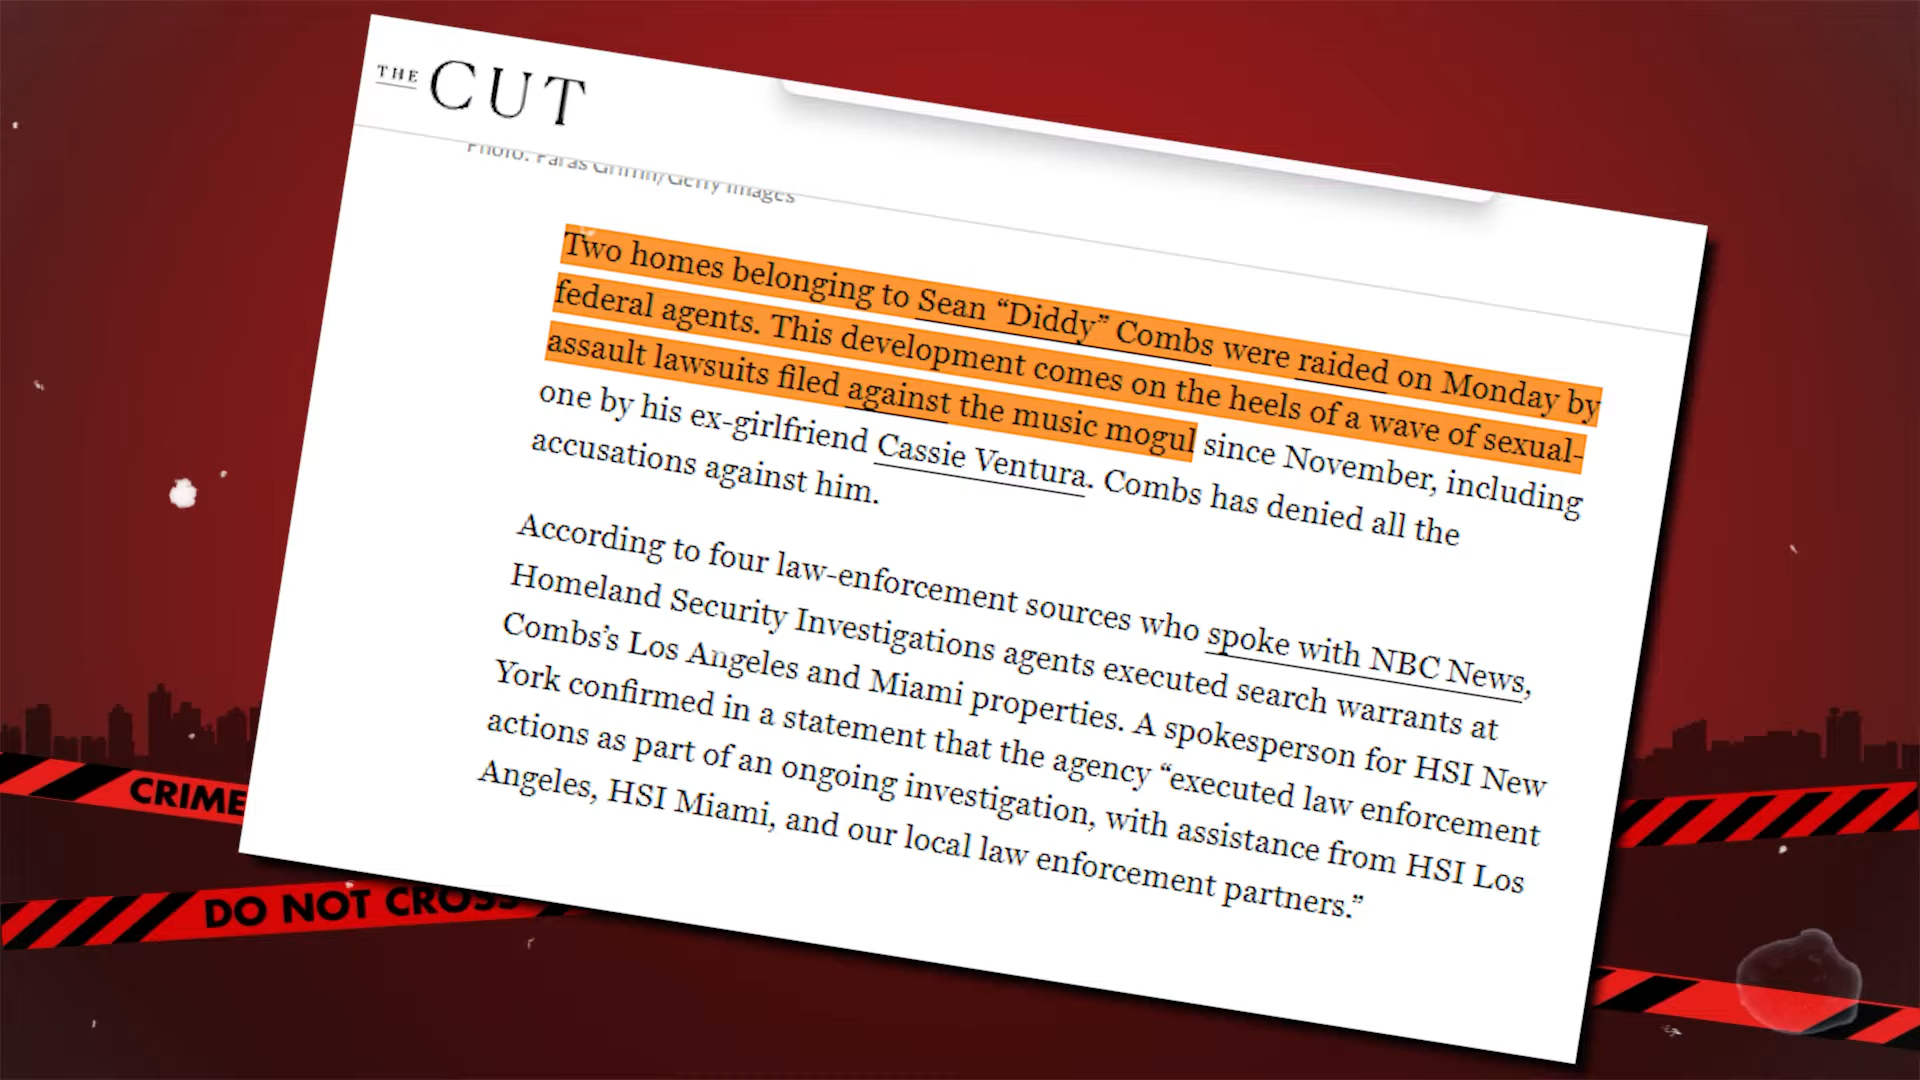 THE CUT
Photo: Paras Griffin/Getty Images
Two homes belonging to Sean “Diddy” Combs were raided on Monday by
federal agents. This development comes on the heels of a wave of sexual-
assault lawsuits filed against the music mogul since November, including
one by his ex-girlfriend Cassie Ventura. Combs has denied all the
accusations against him.
According to four law-enforcement sources who spoke with NBC News,
Homeland Security Investigations agents executed search warrants at
Combs’s Los Angeles and Miami properties. A spokesperson for HSI New
York confirmed in a statement that the agency “executed law enforcement
actions as part of an ongoing investigation, with assistance from HSI Los
Angeles, HSI Miami, and our local law enforcement partners.”
CRIME
DO NOT CROSS